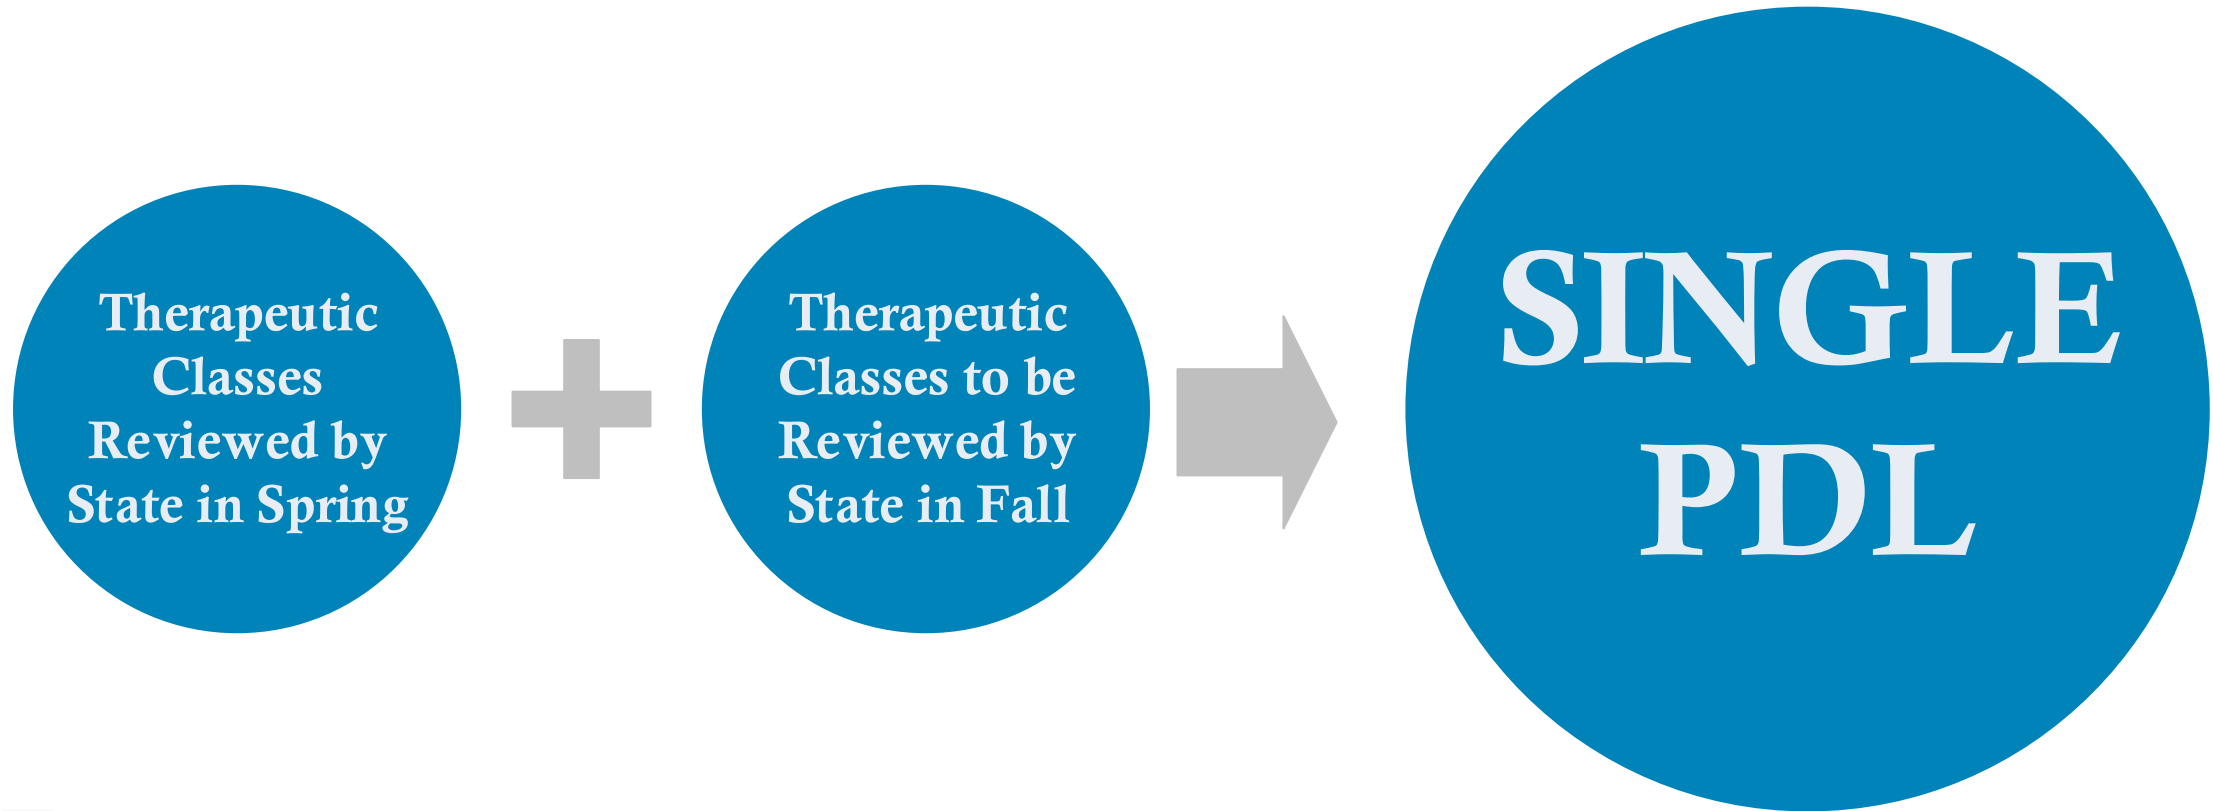 Therapeutic
Classes
Reviewed by
State in Spring
Therapeutic
Classes to be
Reviewed by
State in Fall
SINGLE
PDL